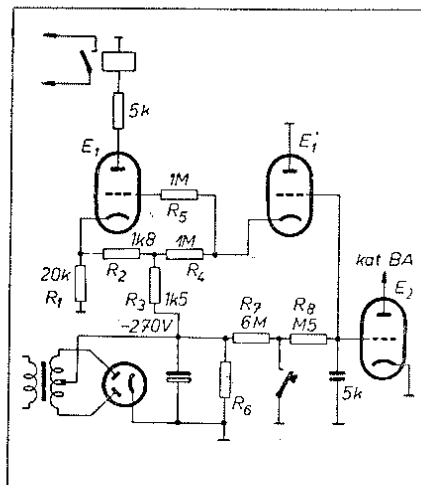 5k
E₁
E₁'
1M
R₅
1k8
1M
R₂
R₄
20k
R₁
R₃
1k5
-270V
R₇
6M
R₈
M5
kat BA
E₂
R₆
5k